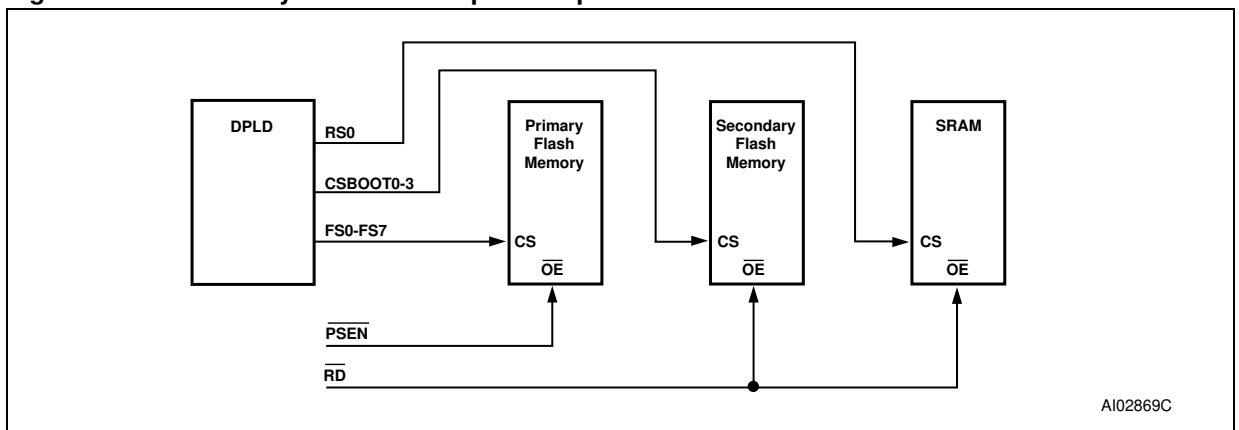 DPLD
RS0
CSBOOT0-3
FS0-FS7
Primary
Flash
Memory
CS
OE
Secondary
Flash
Memory
CS
OE
SRAM
CS
OE
PSEN
RD
AI02869C